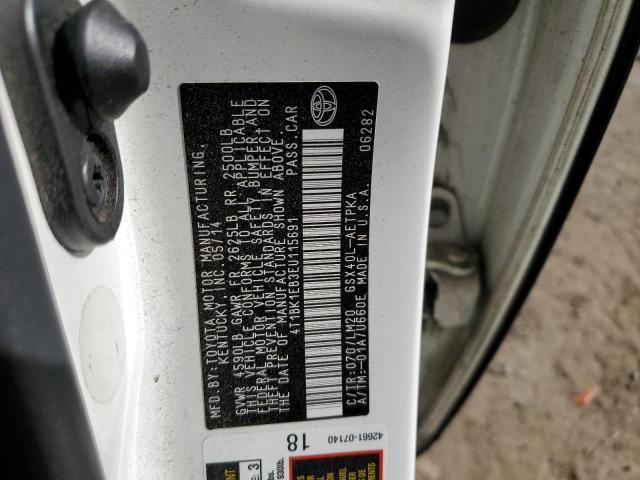 MFD BY: TOYOTA MOTOR MANUFACTURING,
KENTUCKY, INC. 05/14
GVWR 4590LB GAWR FR 2625LB RR 2500LB
THIS VEHICLE CONFORMS TO ALL APPLICABLE
FEDERAL MOTOR VEHICLE SAFETY, BUMPER AND
THEFT PREVENTION STANDARDS IN EFFECT ON
THE DATE OF MANUFACTURE SHOWN ABOVE.
4T1BK1EB3EU115691 PASS. CAR
C/TR: 070/LM20 GSX40L-AETPKA
A/TM: -01A/U660E MADE IN U.S.A. 06282
42661-07140
18
3